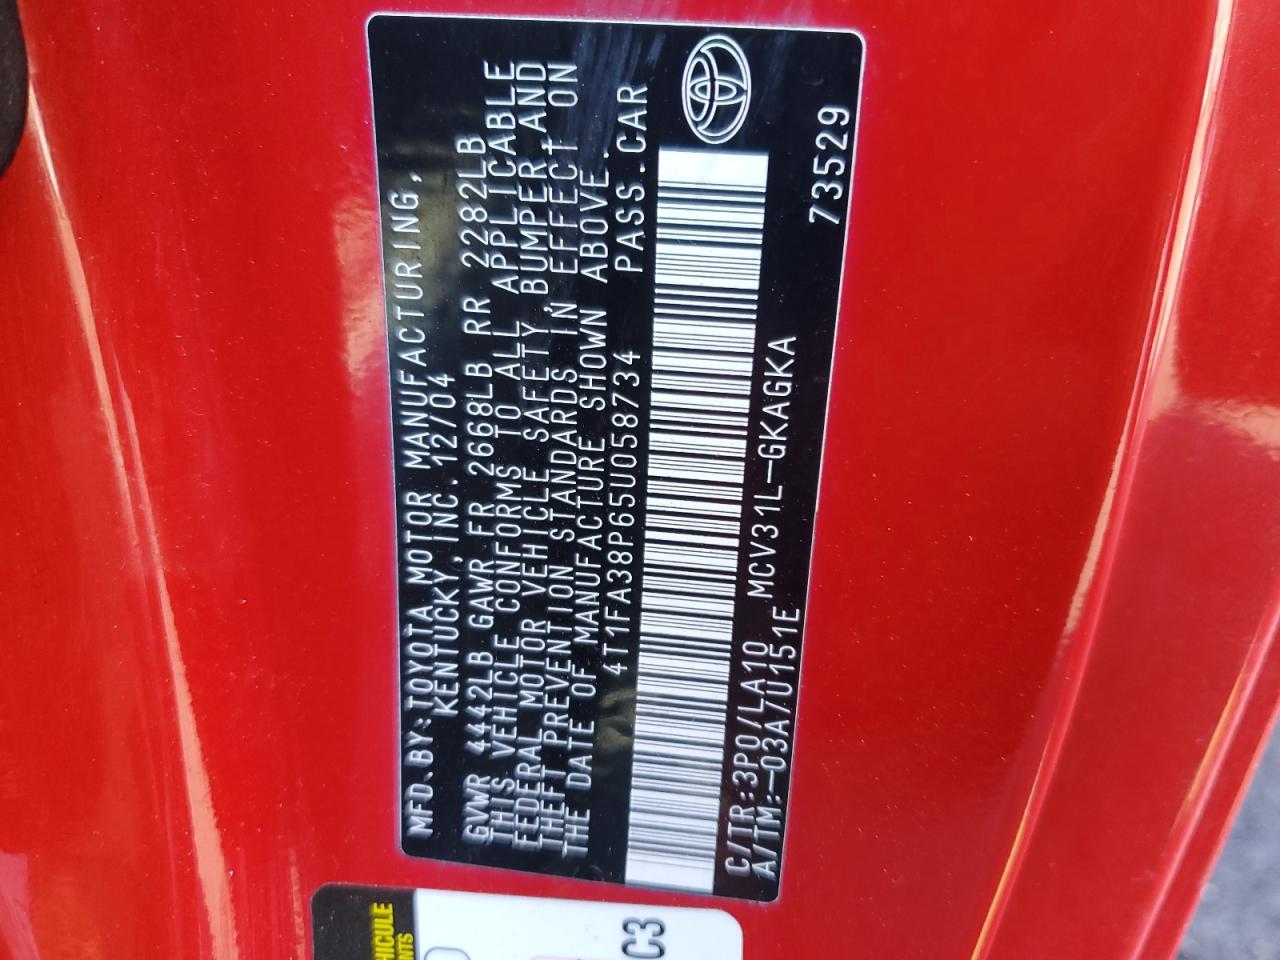 MFD.BY:TOYOTA MOTOR MANUFACTURING,
KENTUCKY,INC.12/04
GVWR 4442LB GAWR FR 2668LB RR 2282LB
THIS VEHICLE CONFORMS TO ALL APPLICABLE
FEDERAL MOTOR VEHICLE SAFETY,BUMPER,AND
THEFT PREVENTION STANDARDS IN EFFECT ON
THE DATE OF MANUFACTURE SHOWN ABOVE.
4T1FA38P65U058734 PASS.CAR
C/TR:3P0/LA10 MCV31L-GKAGKA
A/TM:-03A/U151E 73529
C3